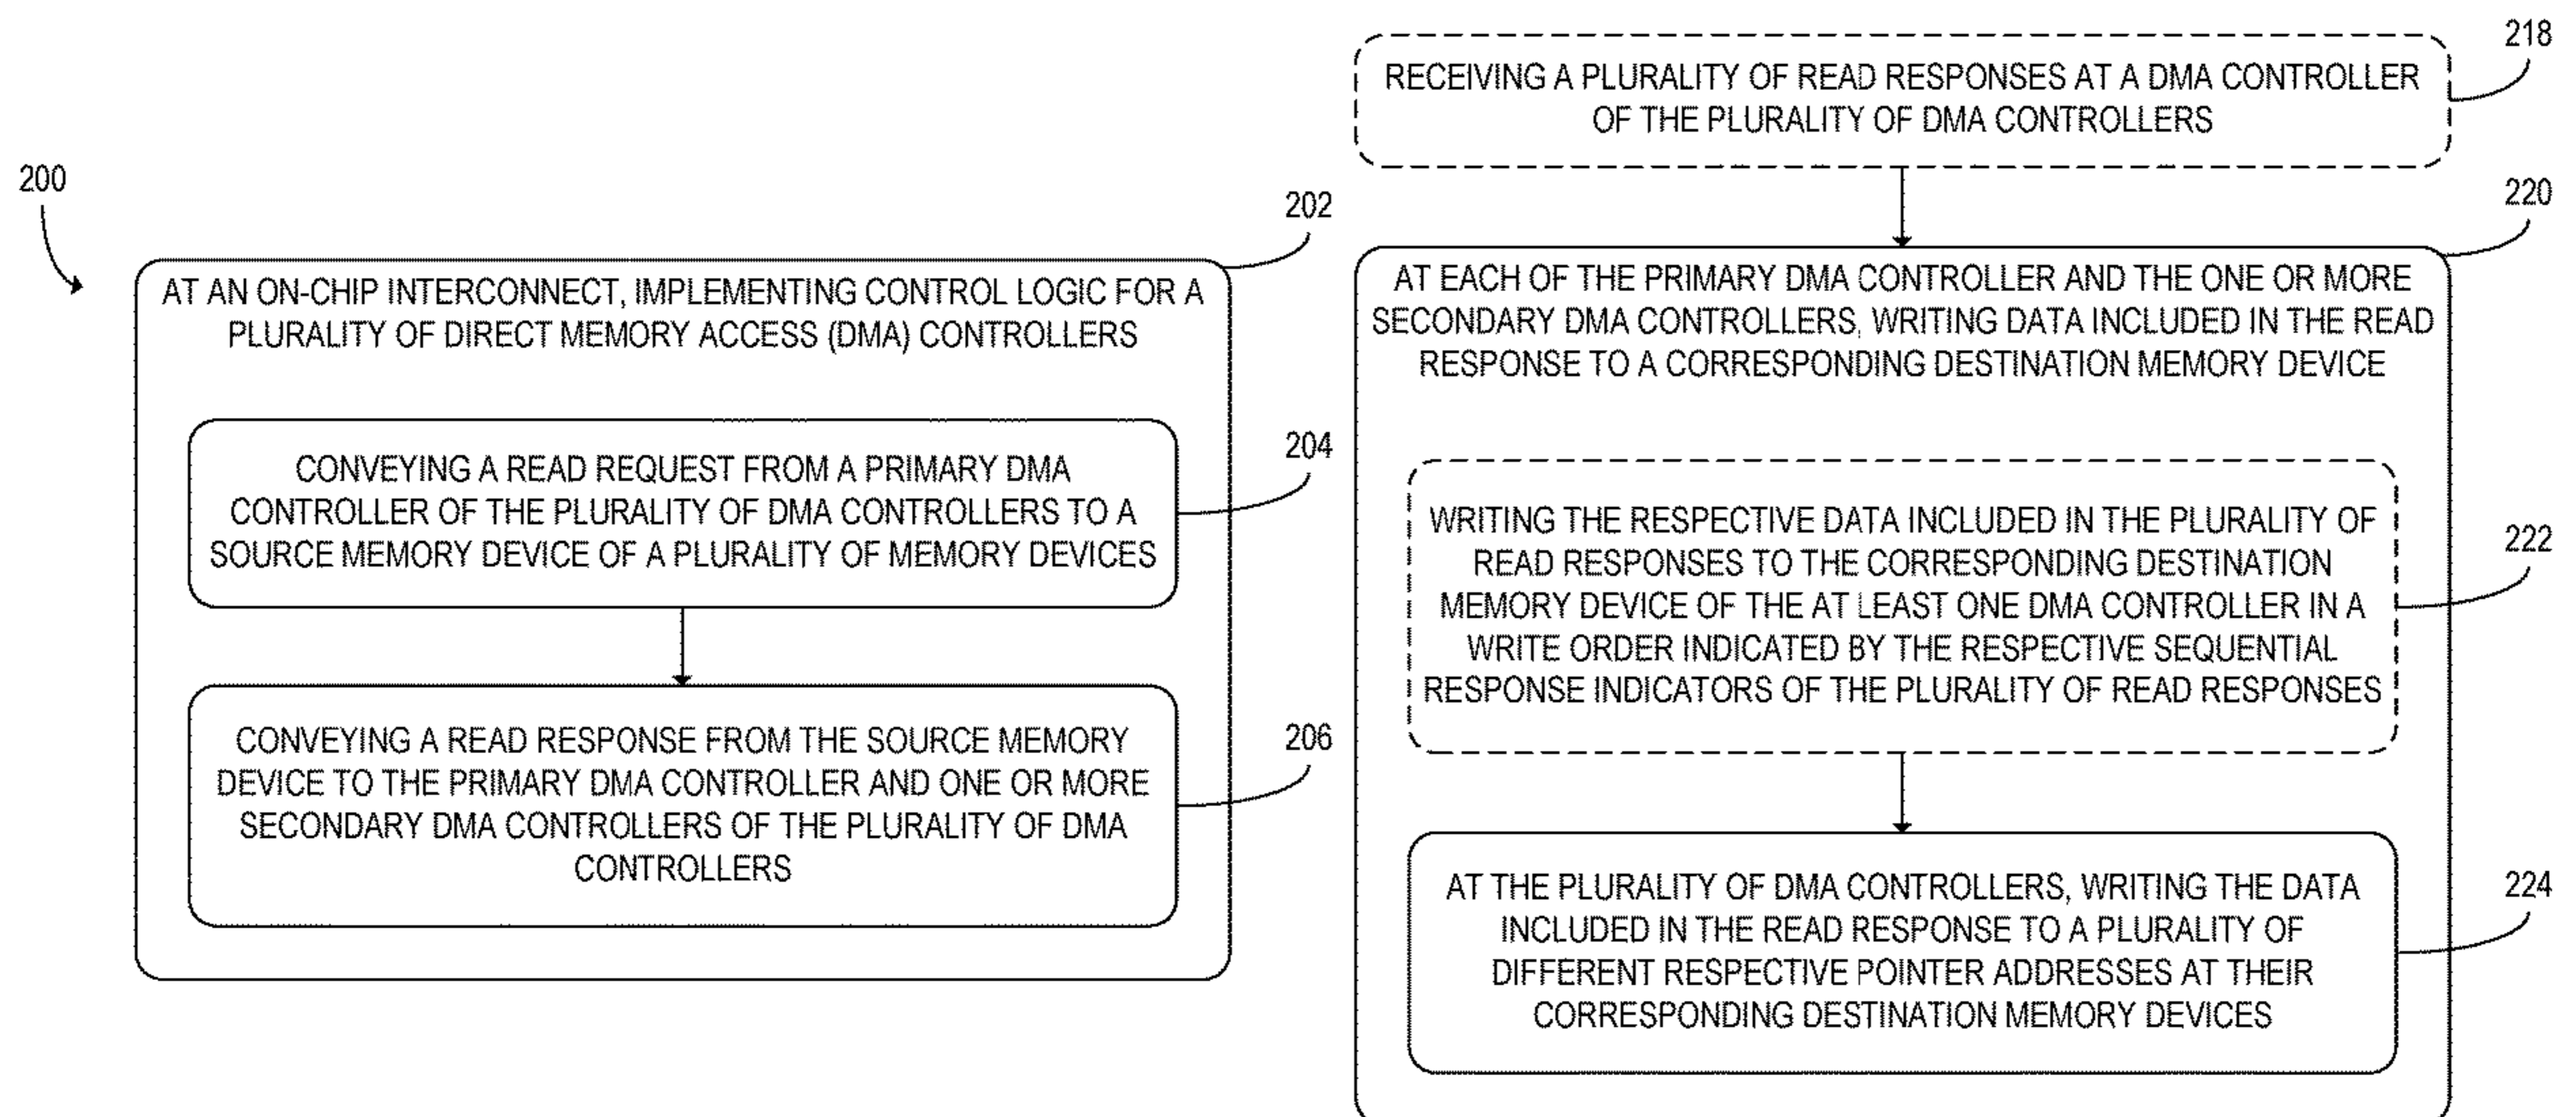 200
202
AT AN ON-CHIP INTERCONNECT, IMPLEMENTING CONTROL LOGIC FOR A
PLURALITY OF DIRECT MEMORY ACCESS (DMA) CONTROLLERS
204
CONVEYING A READ REQUEST FROM A PRIMARY DMA
CONTROLLER OF THE PLURALITY OF DMA CONTROLLERS TO A
SOURCE MEMORY DEVICE OF A PLURALITY OF MEMORY DEVICES
206
CONVEYING A READ RESPONSE FROM THE SOURCE MEMORY
DEVICE TO THE PRIMARY DMA CONTROLLER AND ONE OR MORE
SECONDARY DMA CONTROLLERS OF THE PLURALITY OF DMA
CONTROLLERS
218
RECEIVING A PLURALITY OF READ RESPONSES AT A DMA CONTROLLER
OF THE PLURALITY OF DMA CONTROLLERS
220
AT EACH OF THE PRIMARY DMA CONTROLLER AND THE ONE OR MORE
SECONDARY DMA CONTROLLERS, WRITING DATA INCLUDED IN THE READ
RESPONSE TO A CORRESPONDING DESTINATION MEMORY DEVICE
222
WRITING THE RESPECTIVE DATA INCLUDED IN THE PLURALITY OF
READ RESPONSES TO THE CORRESPONDING DESTINATION
MEMORY DEVICE OF THE AT LEAST ONE DMA CONTROLLER IN A
WRITE ORDER INDICATED BY THE RESPECTIVE SEQUENTIAL
RESPONSE INDICATORS OF THE PLURALITY OF READ RESPONSES
224
AT THE PLURALITY OF DMA CONTROLLERS, WRITING THE DATA
INCLUDED IN THE READ RESPONSE TO A PLURALITY OF
DIFFERENT RESPECTIVE POINTER ADDRESSES AT THEIR
CORRESPONDING DESTINATION MEMORY DEVICES